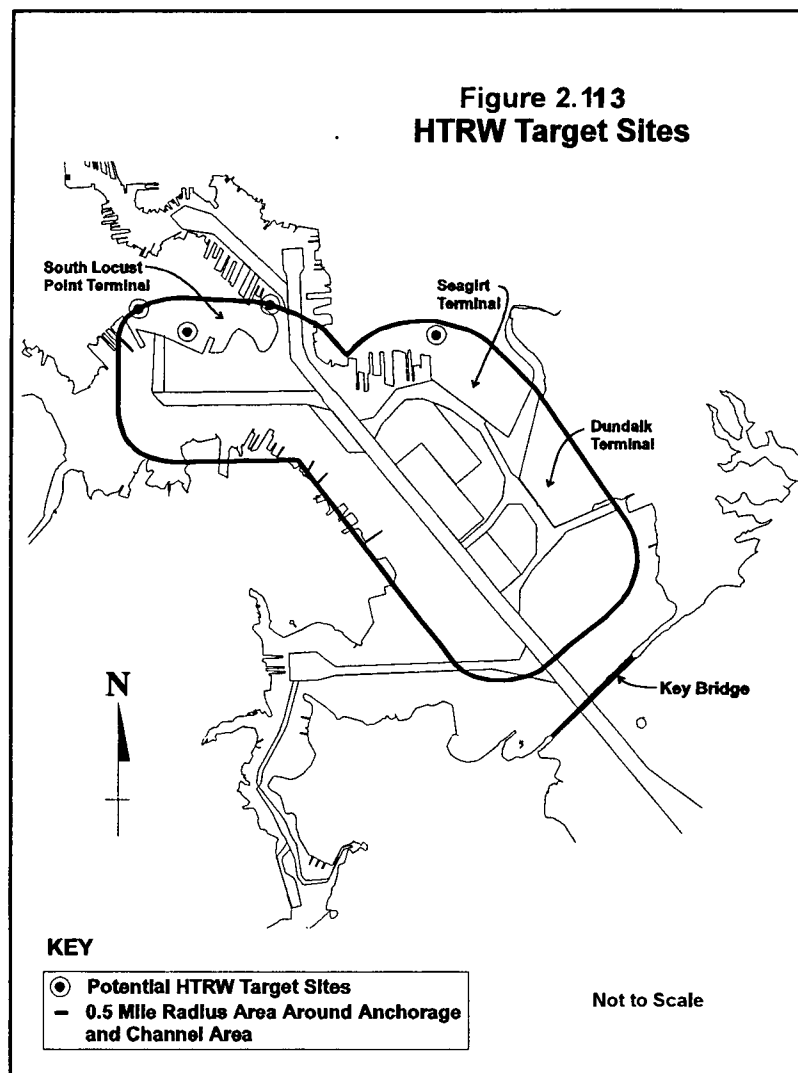 Figure 2.113
HTRW Target Sites
South Locust
Point Terminal
Seagirt
Terminal
Dundalk
Terminal
Key Bridge
N
KEY
Potential HTRW Target Sites
0.5 Mile Radius Area Around Anchorage
and Channel Area
Not to Scale